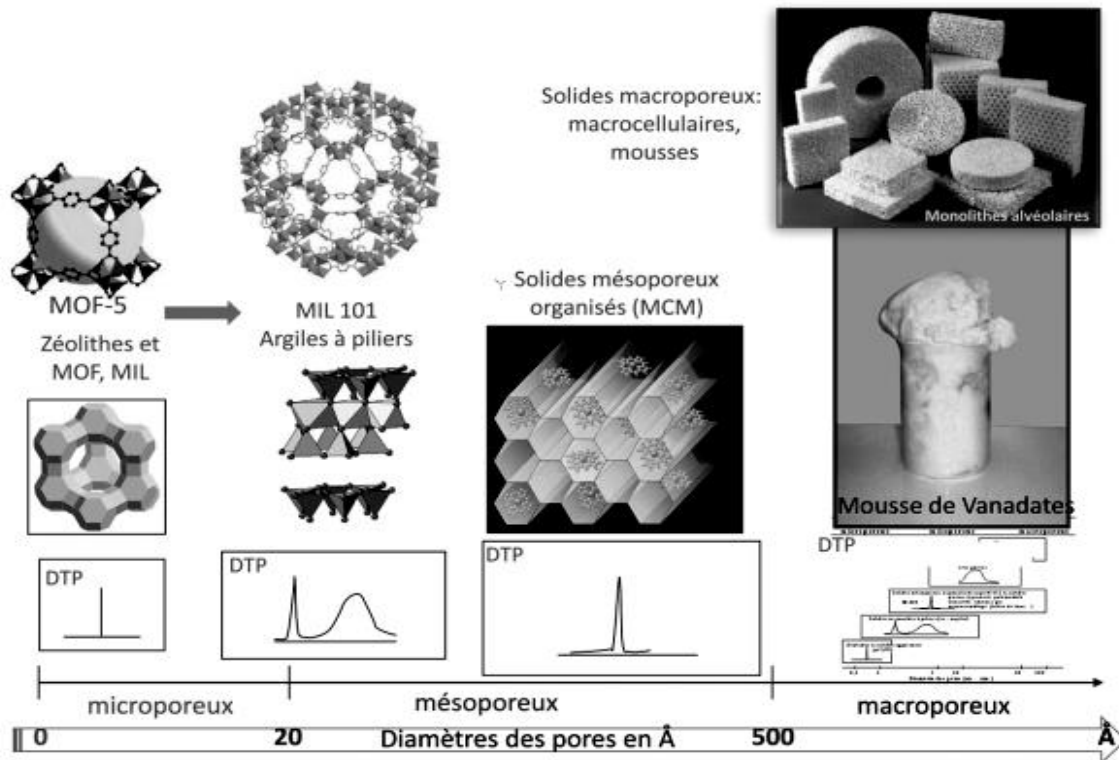 Solides macroporeux:
macrocellulaires,
mousses
Monolithes alvéolaires
MOF-5
Zéolithes et
MOF, MIL
MIL 101
Argiles à piliers
Solides mésoporeux
organisés (MCM)
Mousse de Vanadates
DTP
DTP
DTP
DTP
microporeux
mésoporeux
macroporeux
0
20
Diamètres des pores en Å
500
Å